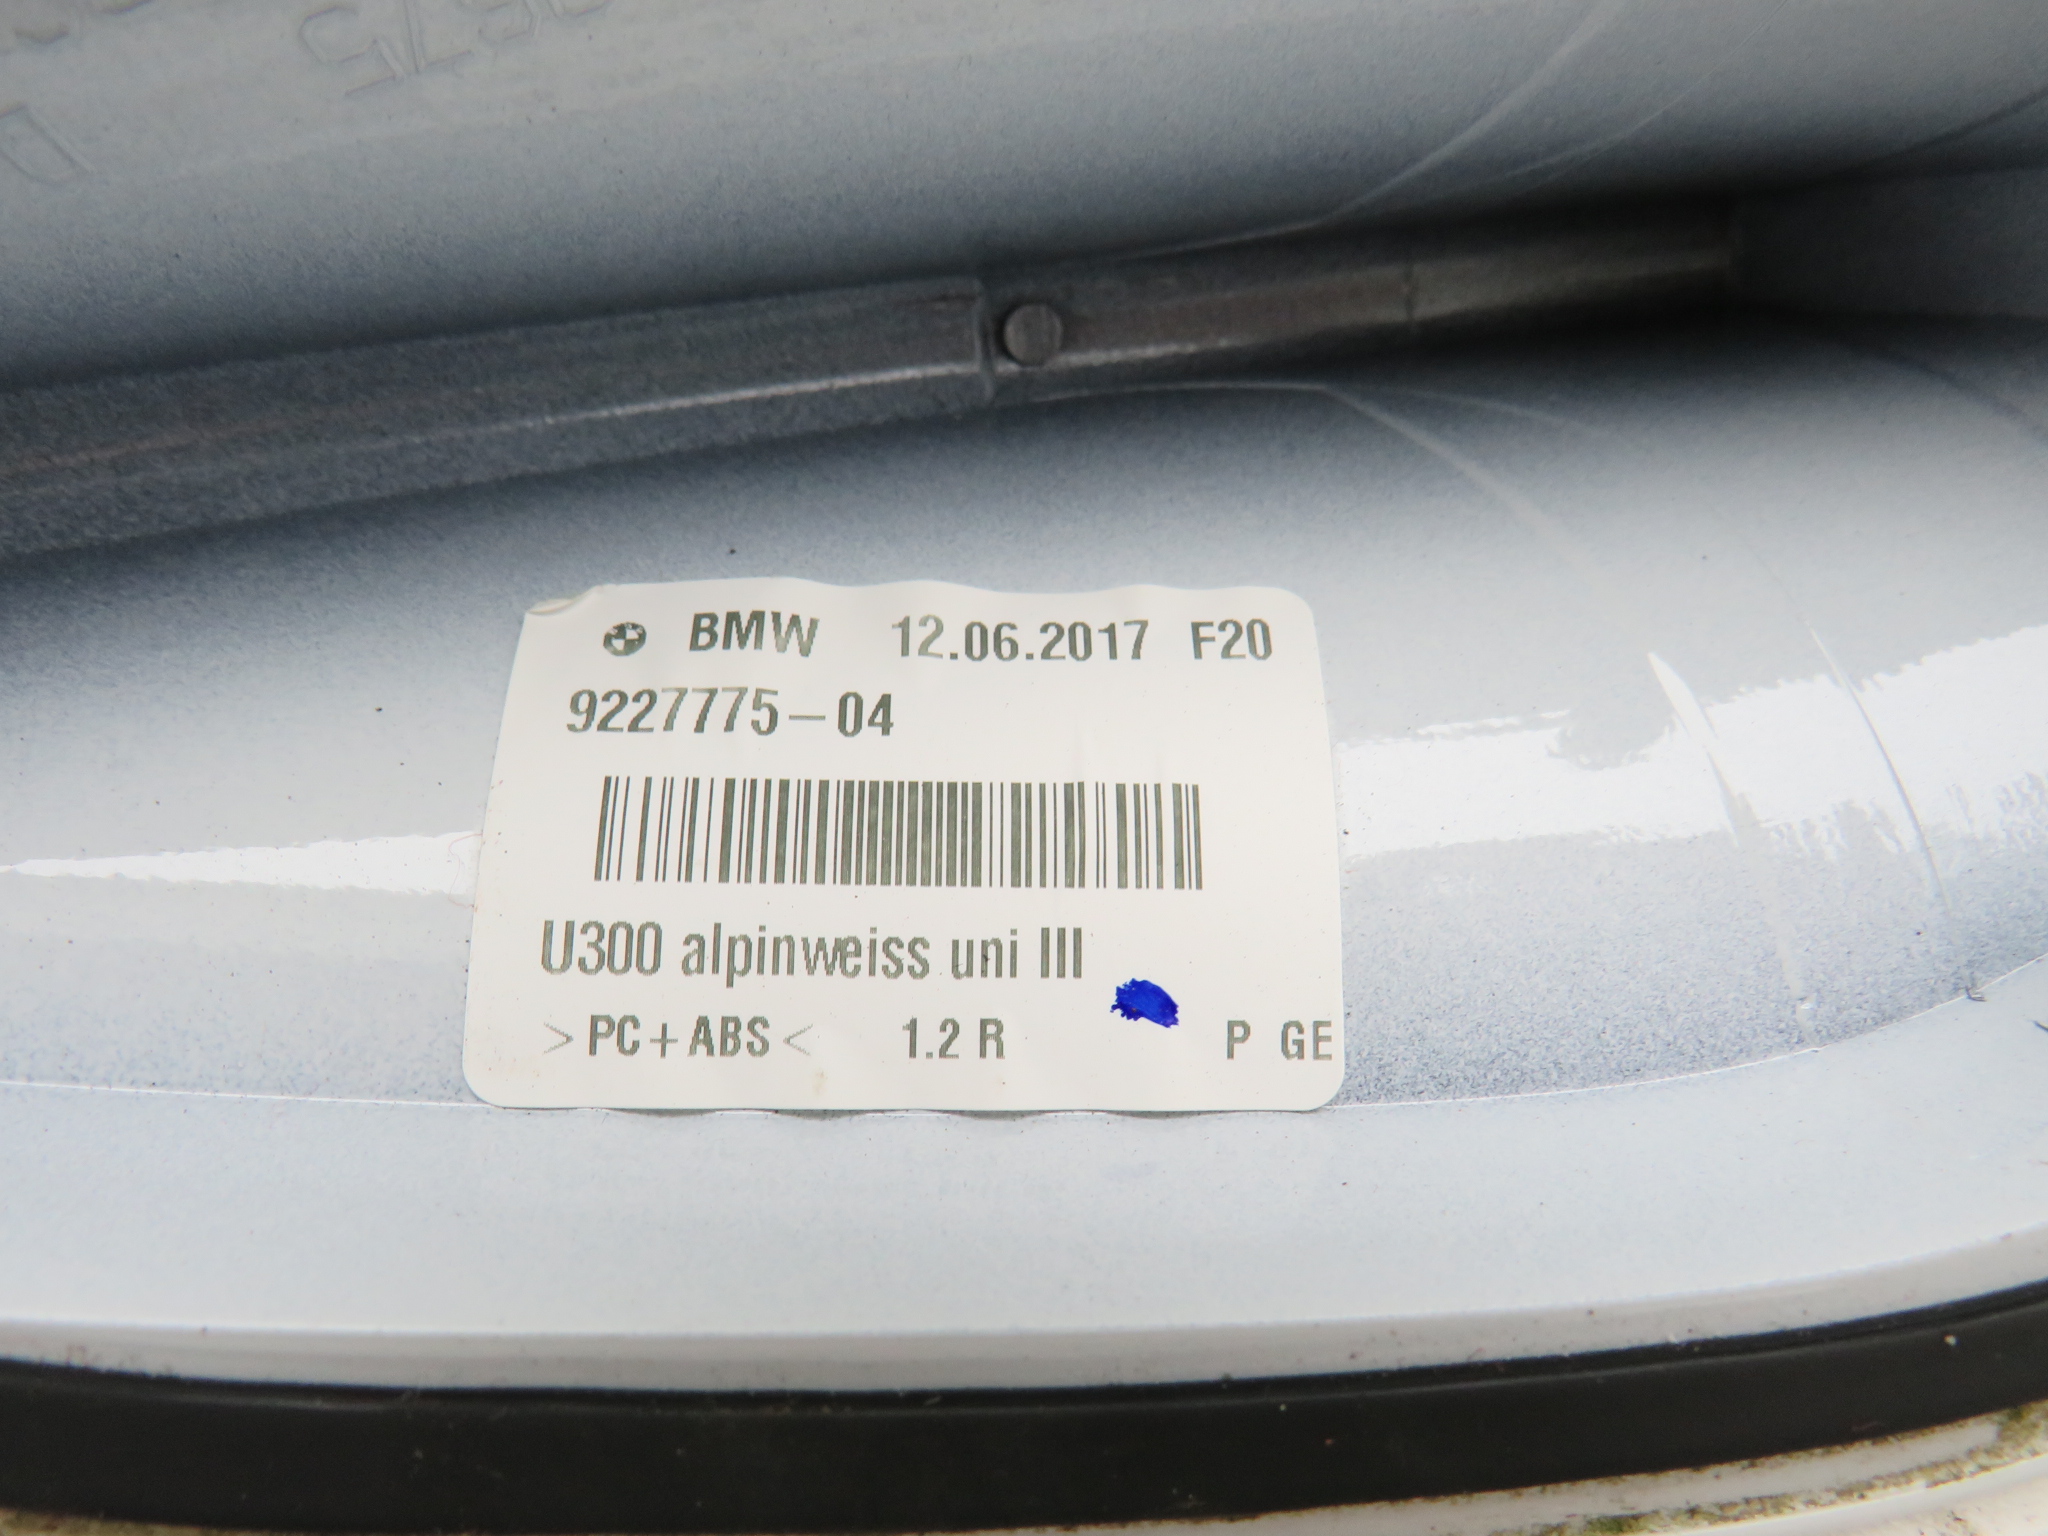 BMW 12.06.2017 F20
9227775-04
U300 alpinweiss uni III
>PC+ABS< 1.2 R P GE